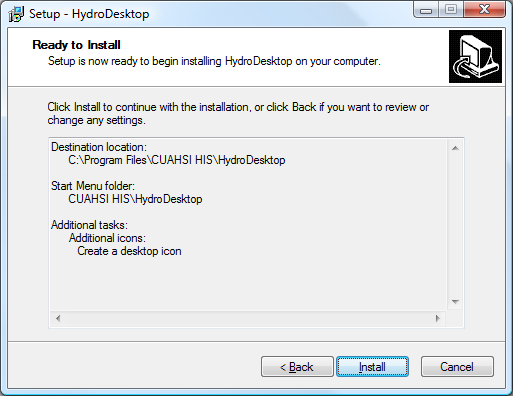 Setup - HydroDesktop
Ready to Install
Setup is now ready to begin installing HydroDesktop on your computer.
Click Install to continue with the installation, or click Back if you want to review or
change any settings.
Destination location:
C:\Program Files\CUAHSI HIS\HydroDesktop
Start Menu folder:
CUAHSI HIS\HydroDesktop
Additional tasks:
Additional icons:
Create a desktop icon
< Back
Install
Cancel